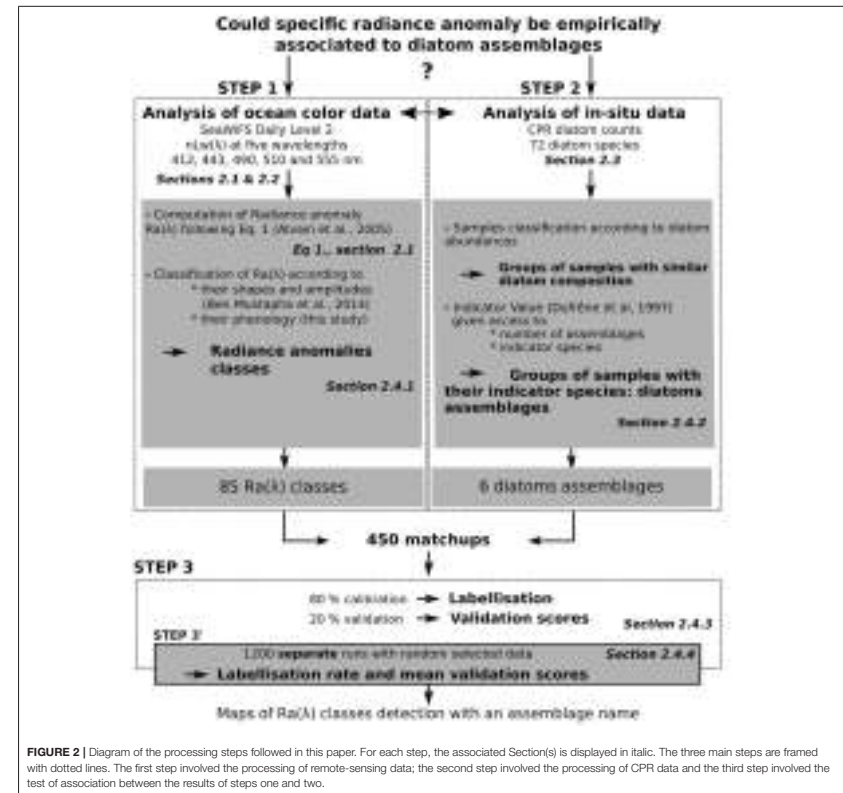 Could specific radiance anomaly be empirically
associated to diatom assemblages
?
STEP 1
Analysis of ocean color data
SeaWiFS Daily Level 3
nLw(λ) at five wavelengths
412, 443, 490, 510 and 555 nm
Sections 2.1 & 2.2
- Computation of Radiance anomaly
Ra(λ) following Eq. 1 (Alvain et al., 2005)
Eq 1., section 2.1
- Classification of Ra(λ) according to
* their shapes and amplitudes
(Ben Mustapha et al., 2014)
* their phenology (this study)
Radiance anomalies
classes
Section 2.4.1
85 Ra(λ) classes
STEP 2
Analysis of in-situ data
CPR diatom counts
72 diatom species
Section 2.3
- Samples classification according to diatom
abundances
Groups of samples with similar
diatom composition
- Indicator Value (Dufrêne et al, 1997)
given access to
* number of assemblages
* indicator species
Groups of samples with
their indicator species: diatoms
assemblages
Section 2.4.2
6 diatoms assemblages
450 matchups
STEP 3
80 % calibration Labellisation
20 % validation Validation scores
Section 2.4.3
STEP 3'
1200 separate runs with random selected data
Section 2.4.4
Labellisation rate and mean validation scores
Maps of Ra(λ) classes detection with an assemblage name
FIGURE 2 | Diagram of the processing steps followed in this paper. For each step, the associated Section(s) is displayed in italic. The three main steps are framed
with dotted lines. The first step involved the processing of remote-sensing data; the second step involved the processing of CPR data and the third step involved the
test of association between the results of steps one and two.